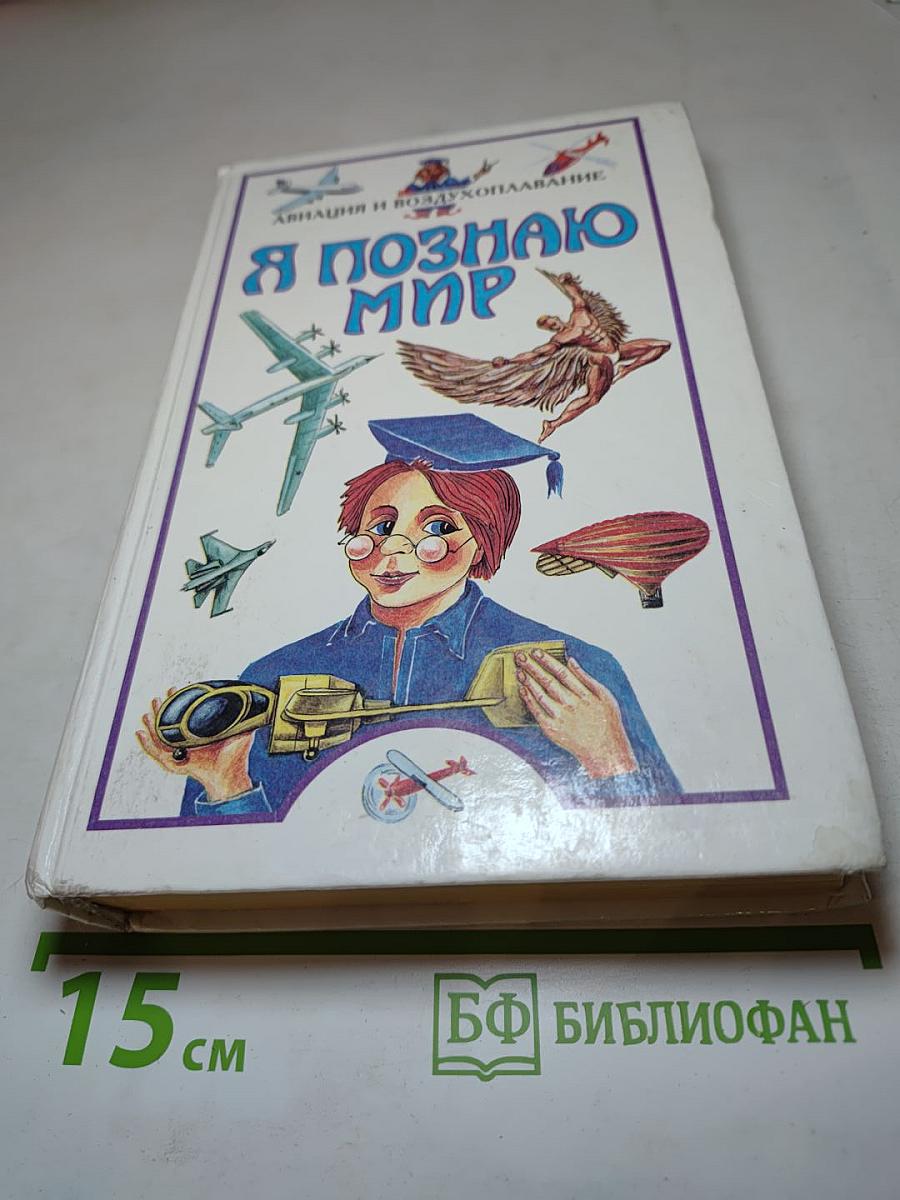 АВИАЦИЯ И ВОЗДУХОПЛАВАНИЕ
Я ПОЗНАЮ
МИР
15 см
БФ БИБЛИОФАН